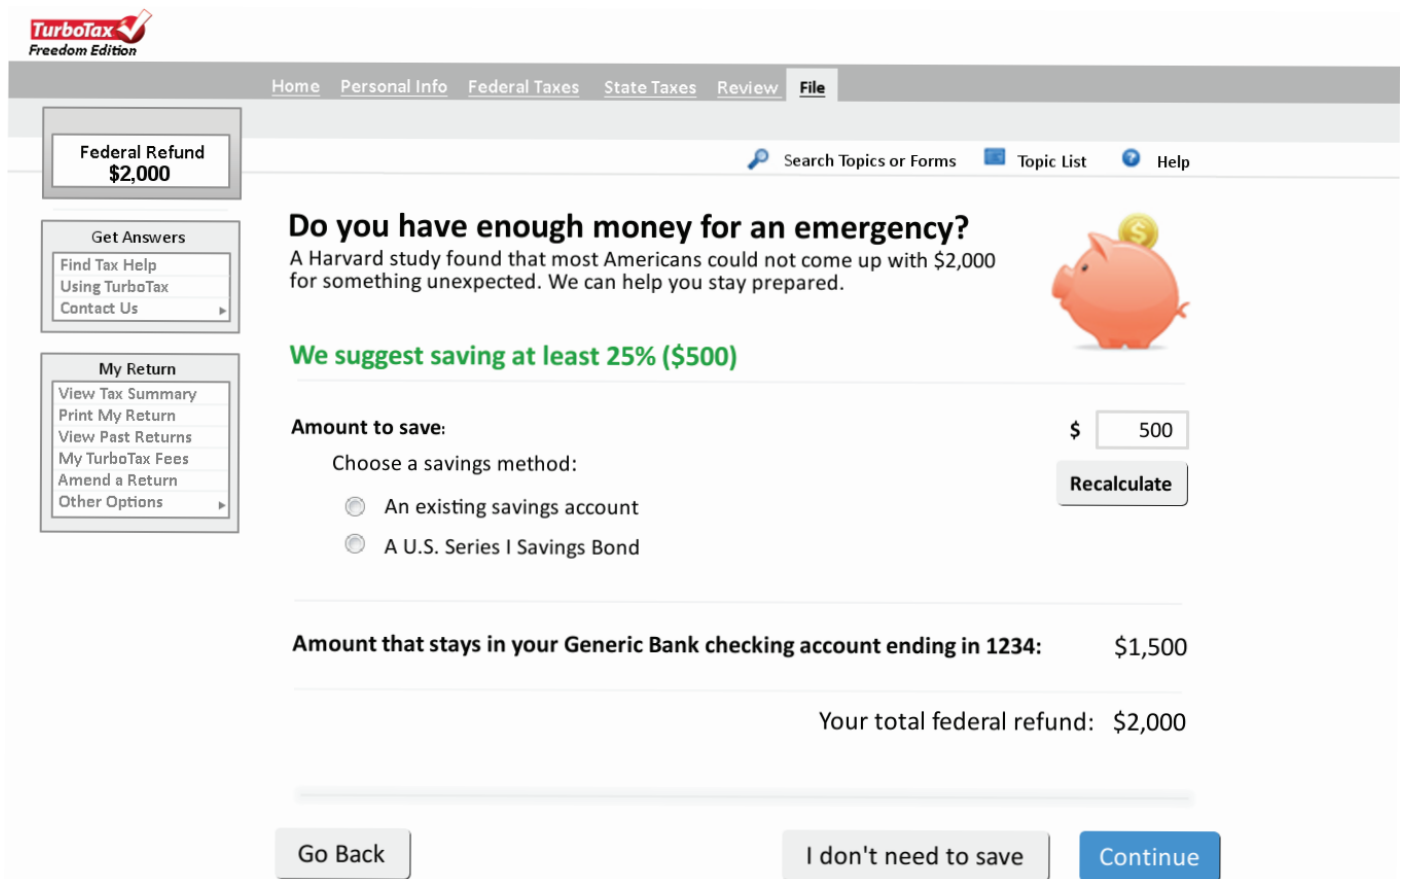 TurboTax
Freedom Edition
Home Personal Info Federal Taxes State Taxes Review File
Federal Refund
$2,000
Search Topics or Forms Topic List ? Help
Get Answers
Find Tax Help
Using TurboTax
Contact Us
My Return
View Tax Summary
Print My Return
View Past Returns
My TurboTax Fees
Amend a Return
Other Options
Do you have enough money for an emergency?
A Harvard study found that most Americans could not come up with $2,000
for something unexpected. We can help you stay prepared.
$
We suggest saving at least 25% ($500)
Amount to save: $ 500
Choose a savings method:
Recalculate
An existing savings account
A U.S. Series I Savings Bond
Amount that stays in your Generic Bank checking account ending in 1234: $1,500
Your total federal refund: $2,000
Go Back I don't need to save Continue